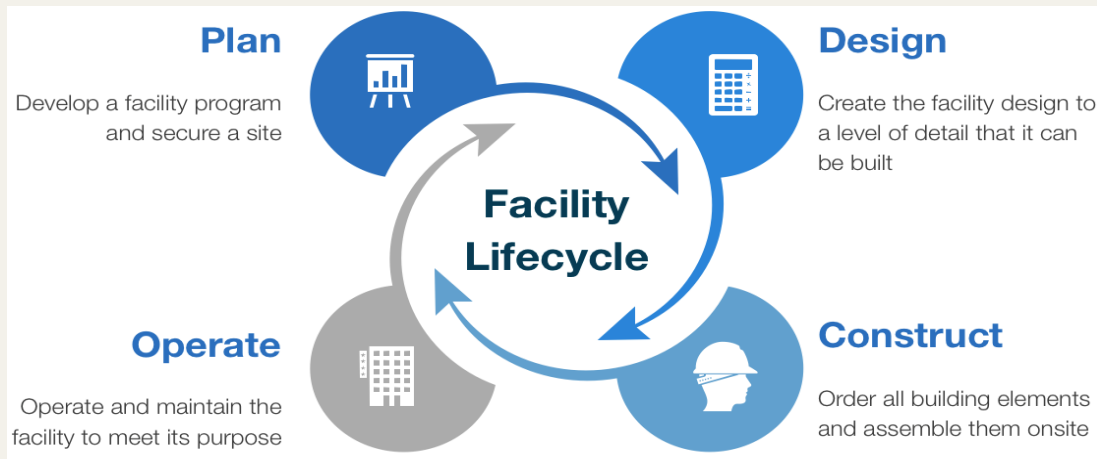 Plan
Develop a facility program
and secure a site
Design
Create the facility design to
a level of detail that it can
be built
Facility
Lifecycle
Operate
Operate and maintain the
facility to meet its purpose
Construct
Order all building elements
and assemble them onsite